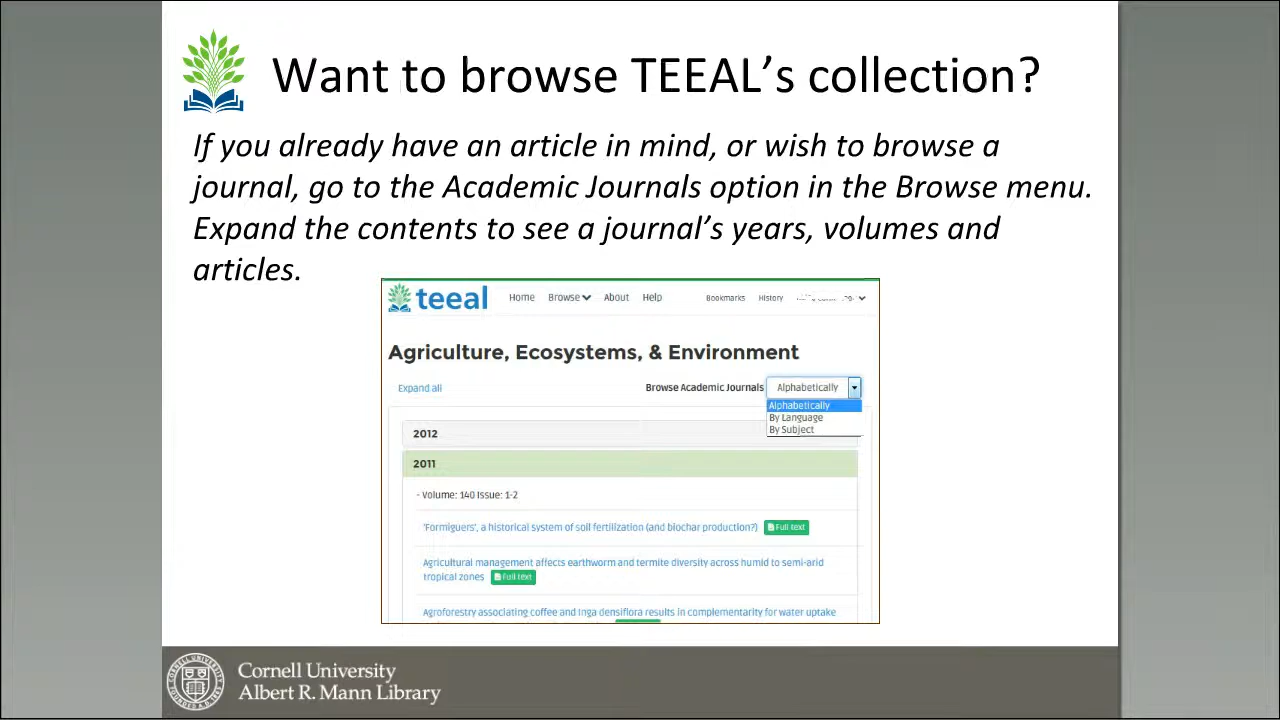 Want to browse TEEAL’s collection?
If you already have an article in mind, or wish to browse a
journal, go to the Academic Journals option in the Browse menu.
Expand the contents to see a journal’s years, volumes and
articles.
teeal Home Browse About Help Bookmarks History
Agriculture, Ecosystems, & Environment
Expand all Browse Academic Journals Alphabetically
Alphabetically
By Language
By Subject
2012
2011
- Volume: 140 Issue: 1-2
'Formiguers', a historical system of soil fertilization (and biochar production?) Full text
Agricultural management affects earthworm and termite diversity across humid to semi-arid
tropical zones Full text
Agroforestry associating coffee and Inga densiflora results in complementarity for water uptake
Cornell University
Albert R. Mann Library